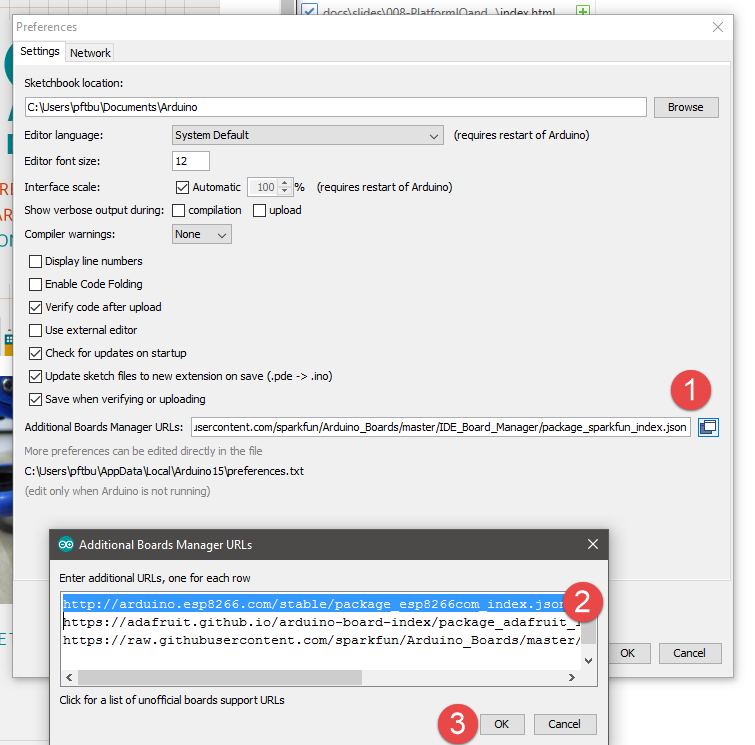 docs\slides\008-PlatformIOand...\index.html
Preferences
Settings Network
Sketchbook location:
C:\Users\pftbu\Documents\Arduino Browse
Editor language: System Default (requires restart of Arduino)
Editor font size: 12
Interface scale: Automatic 100 % (requires restart of Arduino)
Show verbose output during: compilation upload
Compiler warnings: None
Display line numbers
Enable Code Folding
Verify code after upload
Use external editor
Check for updates on startup
Update sketch files to new extension on save (.pde -> .ino)
Save when verifying or uploading
1
Additional Boards Manager URLs: usercontent.com/sparkfun/Arduino_Boards/master/IDE_Board_Manager/package_sparkfun_index.json
More preferences can be edited directly in the file
C:\Users\pftbu\AppData\Local\Arduino15\preferences.txt
(edit only when Arduino is not running)
Additional Boards Manager URLs
Enter additional URLs, one for each row
http://arduino.esp8266.com/stable/package_esp8266com_index.json
2
https://adafruit.github.io/arduino-board-index/package_adafruit_i
https://raw.githubusercontent.com/sparkfun/Arduino_Boards/master/
OK Cancel
Click for a list of unofficial boards support URLs
3
OK Cancel